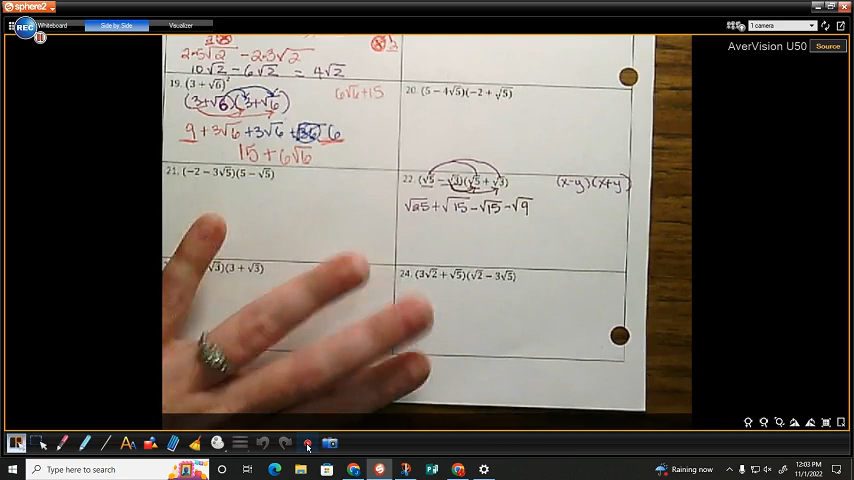 sphere2
REC
Whiteboard
Side by Side
Visualizer
1 camera
AverVision U50
Source
2·5√2 - 2·3√2
10√2 - 6√2 = 4√2
19. (3 + √6)²
(3+√6)(3+√6)
6√6+15
9 + 3√6 + 3√6 + √36 6
15 + 6√6
20. (5 - 4√5)(-2 + √5)
21. (-2 - 3√5)(5 - √5)
22. (√5 - √3)(√5 + √3)
(x-y)(x+y)
√25 + √15 - √15 - √9
√3)(3 + √3)
24. (3√2 + √5)(√2 - 3√5)
Type here to search
Raining now
12:03 PM
11/1/2022